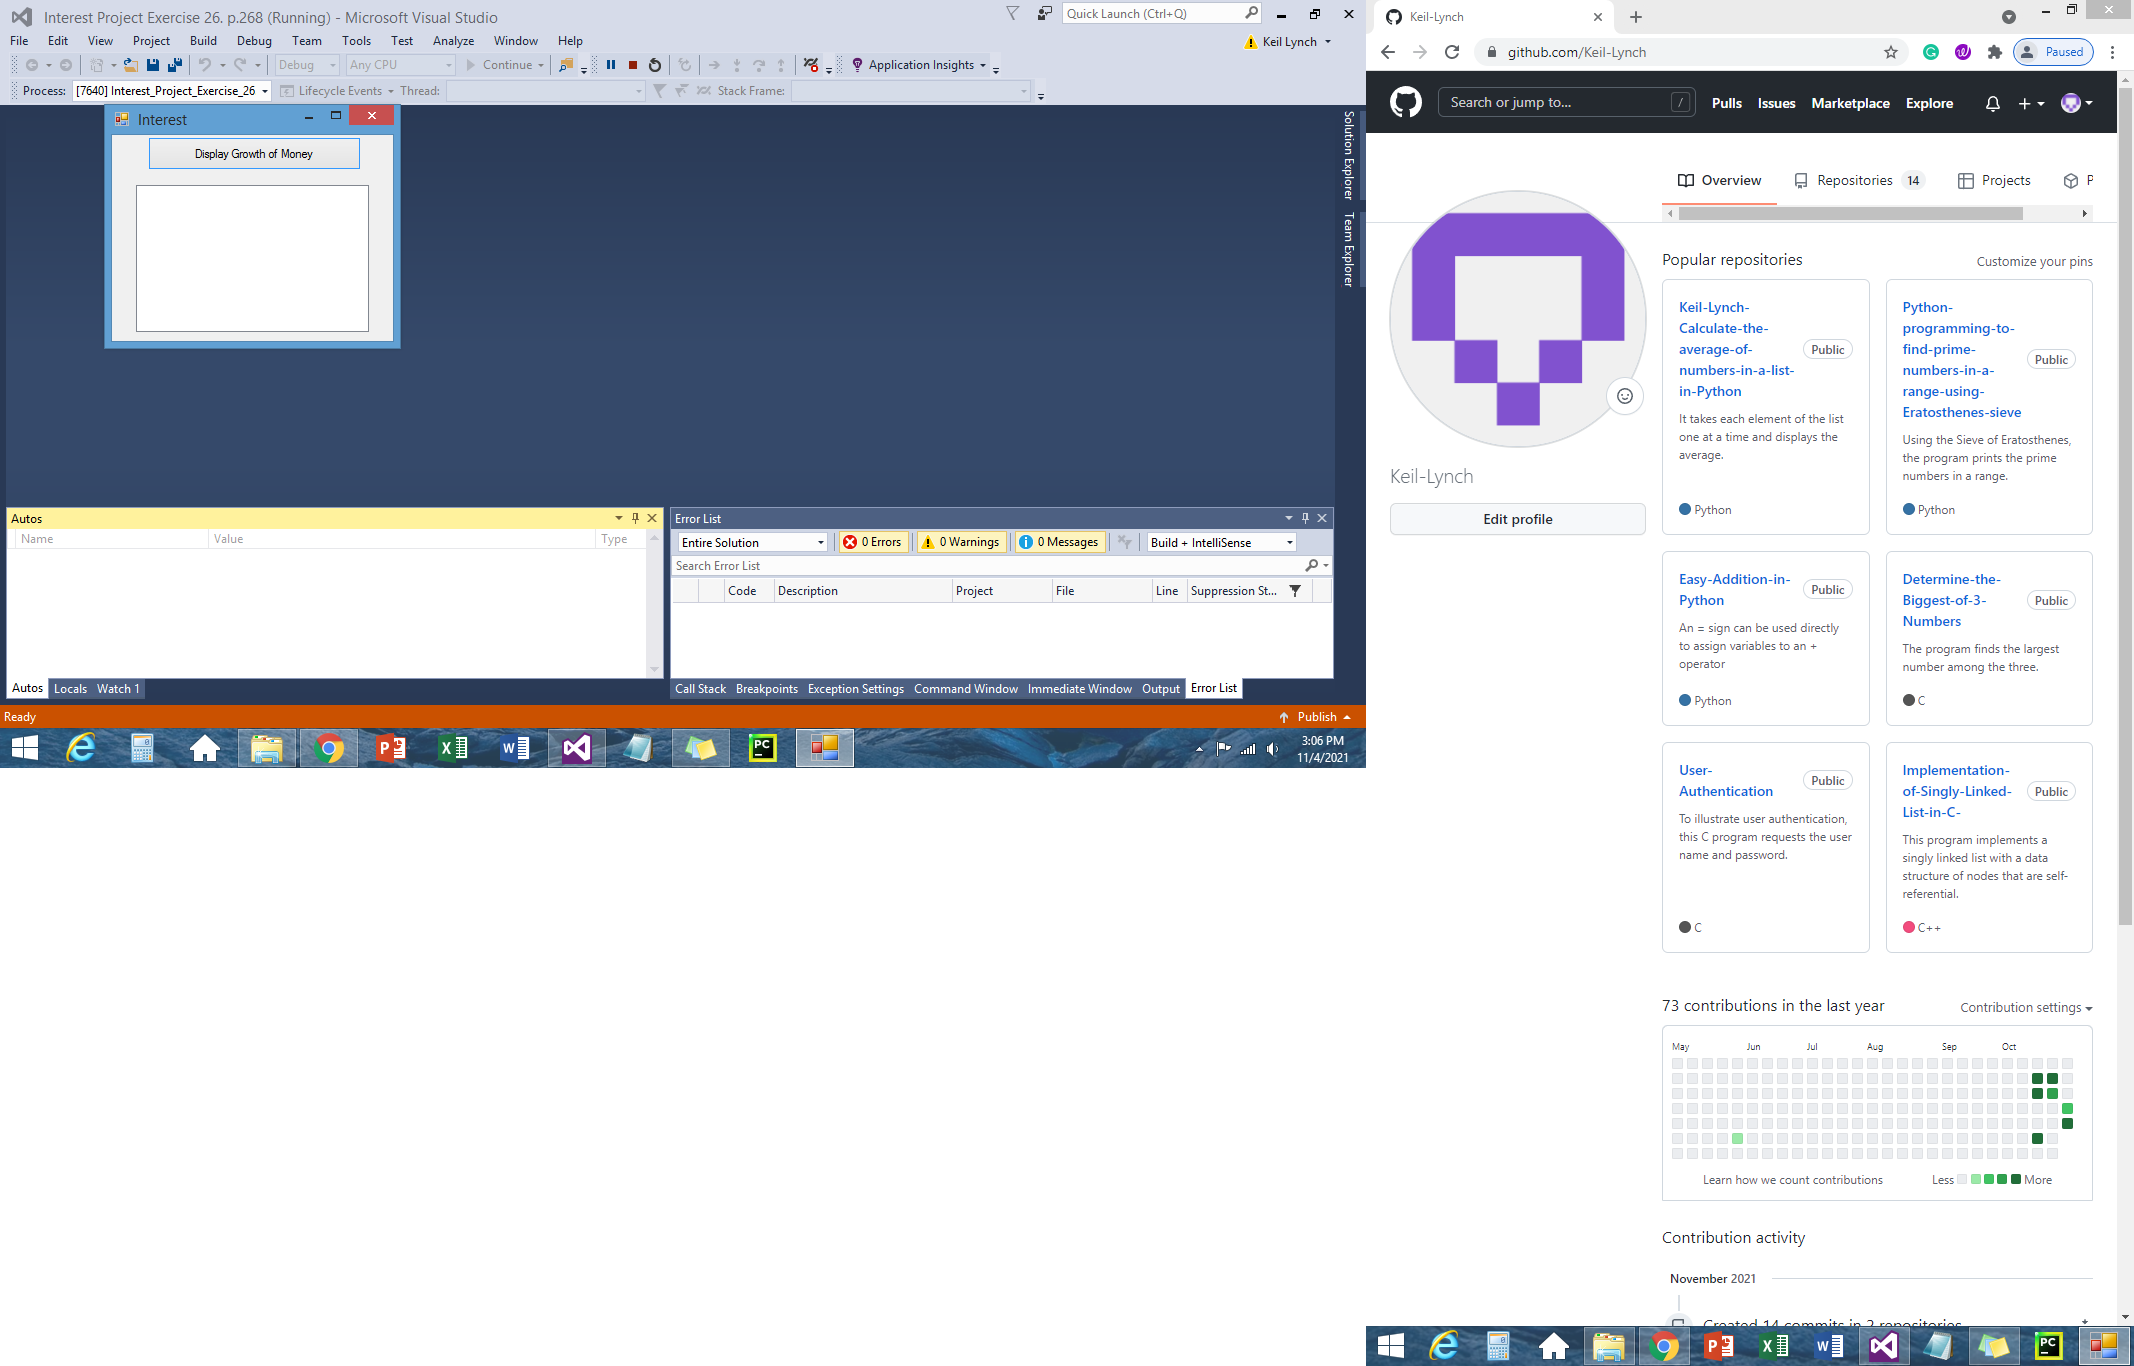 Interest Project Exercise 26. p.268 (Running) - Microsoft Visual Studio
Quick Launch (Ctrl+Q)
File Edit View Project Build Debug Team Tools Test Analyze Window Help
Keil Lynch
Debug Any CPU Continue Application Insights
Process: [7640] Interest_Project_Exercise_26 Lifecycle Events Thread: Stack Frame:
Interest
Display Growth of Money
Solution Explorer
Team Explorer
Autos
Name Value Type
Autos Locals Watch 1
Error List
Entire Solution 0 Errors 0 Warnings 0 Messages Build + IntelliSense
Search Error List
Code Description Project File Line Suppression St...
Call Stack Breakpoints Exception Settings Command Window Immediate Window Output Error List
Ready
Publish
3:06 PM
11/4/2021
Keil-Lynch
github.com/Keil-Lynch
Paused
Search or jump to... /
Pulls Issues Marketplace Explore
Overview Repositories 14 Projects P
Keil-Lynch
Edit profile
Popular repositories
Customize your pins
Keil-Lynch-
Calculate-the-
average-of-
numbers-in-a-list-
in-Python
Public
It takes each element of the list
one at a time and displays the
average.
Python
Python-
programming-to-
find-prime-
numbers-in-a-
range-using-
Eratosthenes-sieve
Public
Using the Sieve of Eratosthenes,
the program prints the prime
numbers in a range.
Python
Easy-Addition-in-
Python
Public
An = sign can be used directly
to assign variables to an +
operator
Python
Determine-the-
Biggest-of-3-
Numbers
Public
The program finds the largest
number among the three.
C
User-
Authentication
Public
To illustrate user authentication,
this C program requests the user
name and password.
C
Implementation-
of-Singly-Linked-
List-in-C-
Public
This program implements a
singly linked list with a data
structure of nodes that are self-
referential.
C++
73 contributions in the last year
Contribution settings
May Jun Jul Aug Sep Oct
Learn how we count contributions
Less More
Contribution activity
November 2021
Created 14 commits in 2 repositories